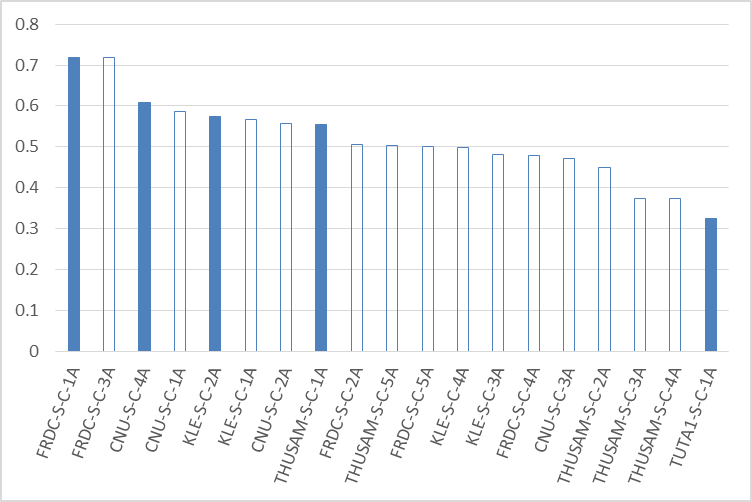 0.8
0.7
0.6
0.5
0.4
0.3
0.2
0.1
0
FRDC-S-C-1A
FRDC-S-C-3A
CNU-S-C-4A
CNU-S-C-1A
KLE-S-C-2A
KLE-S-C-1A
CNU-S-C-2A
THUSAM-S-C-1A
FRDC-S-C-2A
THUSAM-S-C-5A
FRDC-S-C-5A
KLE-S-C-4A
KLE-S-C-3A
FRDC-S-C-4A
CNU-S-C-3A
THUSAM-S-C-2A
THUSAM-S-C-3A
THUSAM-S-C-4A
TUTA1-S-C-1A